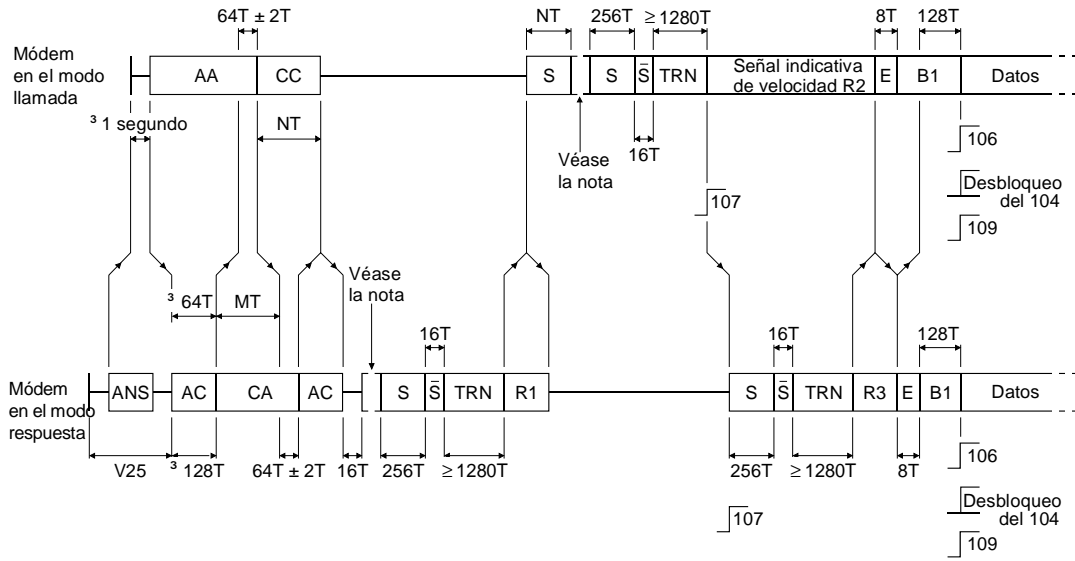 64T ± 2T
NT
256T
≥ 1280T
8T
128T
Módem
en el modo
llamada
AA
CC
S
S
S̄
TRN
Señal indicativa
de velocidad R2
E
B1
Datos
³ 1 segundo
NT
Véase
la nota
16T
106
107
Desbloqueo
del 104
109
Véase
la nota
³ 64T
MT
16T
16T
128T
Módem
en el modo
respuesta
ANS
AC
CA
AC
S
S̄
TRN
R1
S
S̄
TRN
R3
E
B1
Datos
V25
³ 128T
64T ± 2T
16T
256T
≥ 1280T
256T
≥ 1280T
8T
106
107
Desbloqueo
del 104
109